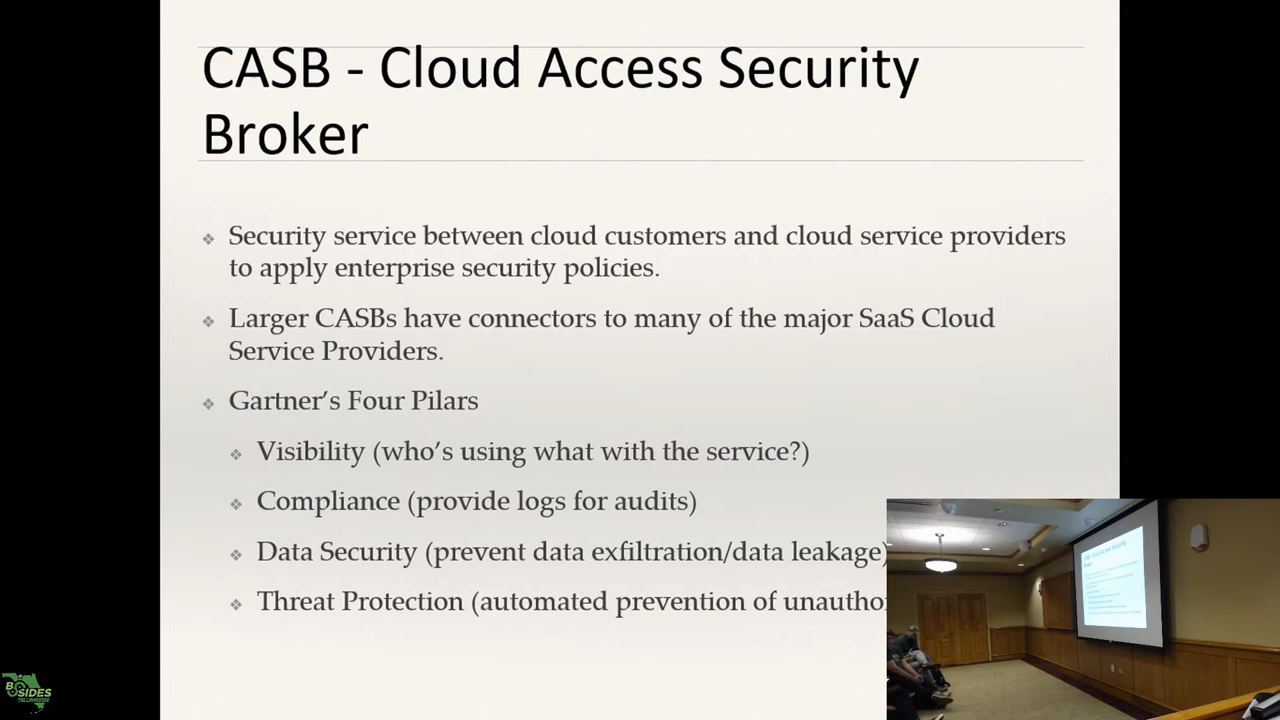 CASB - Cloud Access Security
Broker
Security service between cloud customers and cloud service providers
to apply enterprise security policies.
Larger CASBs have connectors to many of the major SaaS Cloud
Service Providers.
Gartner's Four Pilars
Visibility (who's using what with the service?)
Compliance (provide logs for audits)
Data Security (prevent data exfiltration/data leakage)
Threat Protection (automated prevention of
BSIDES
TALLAHASSEE